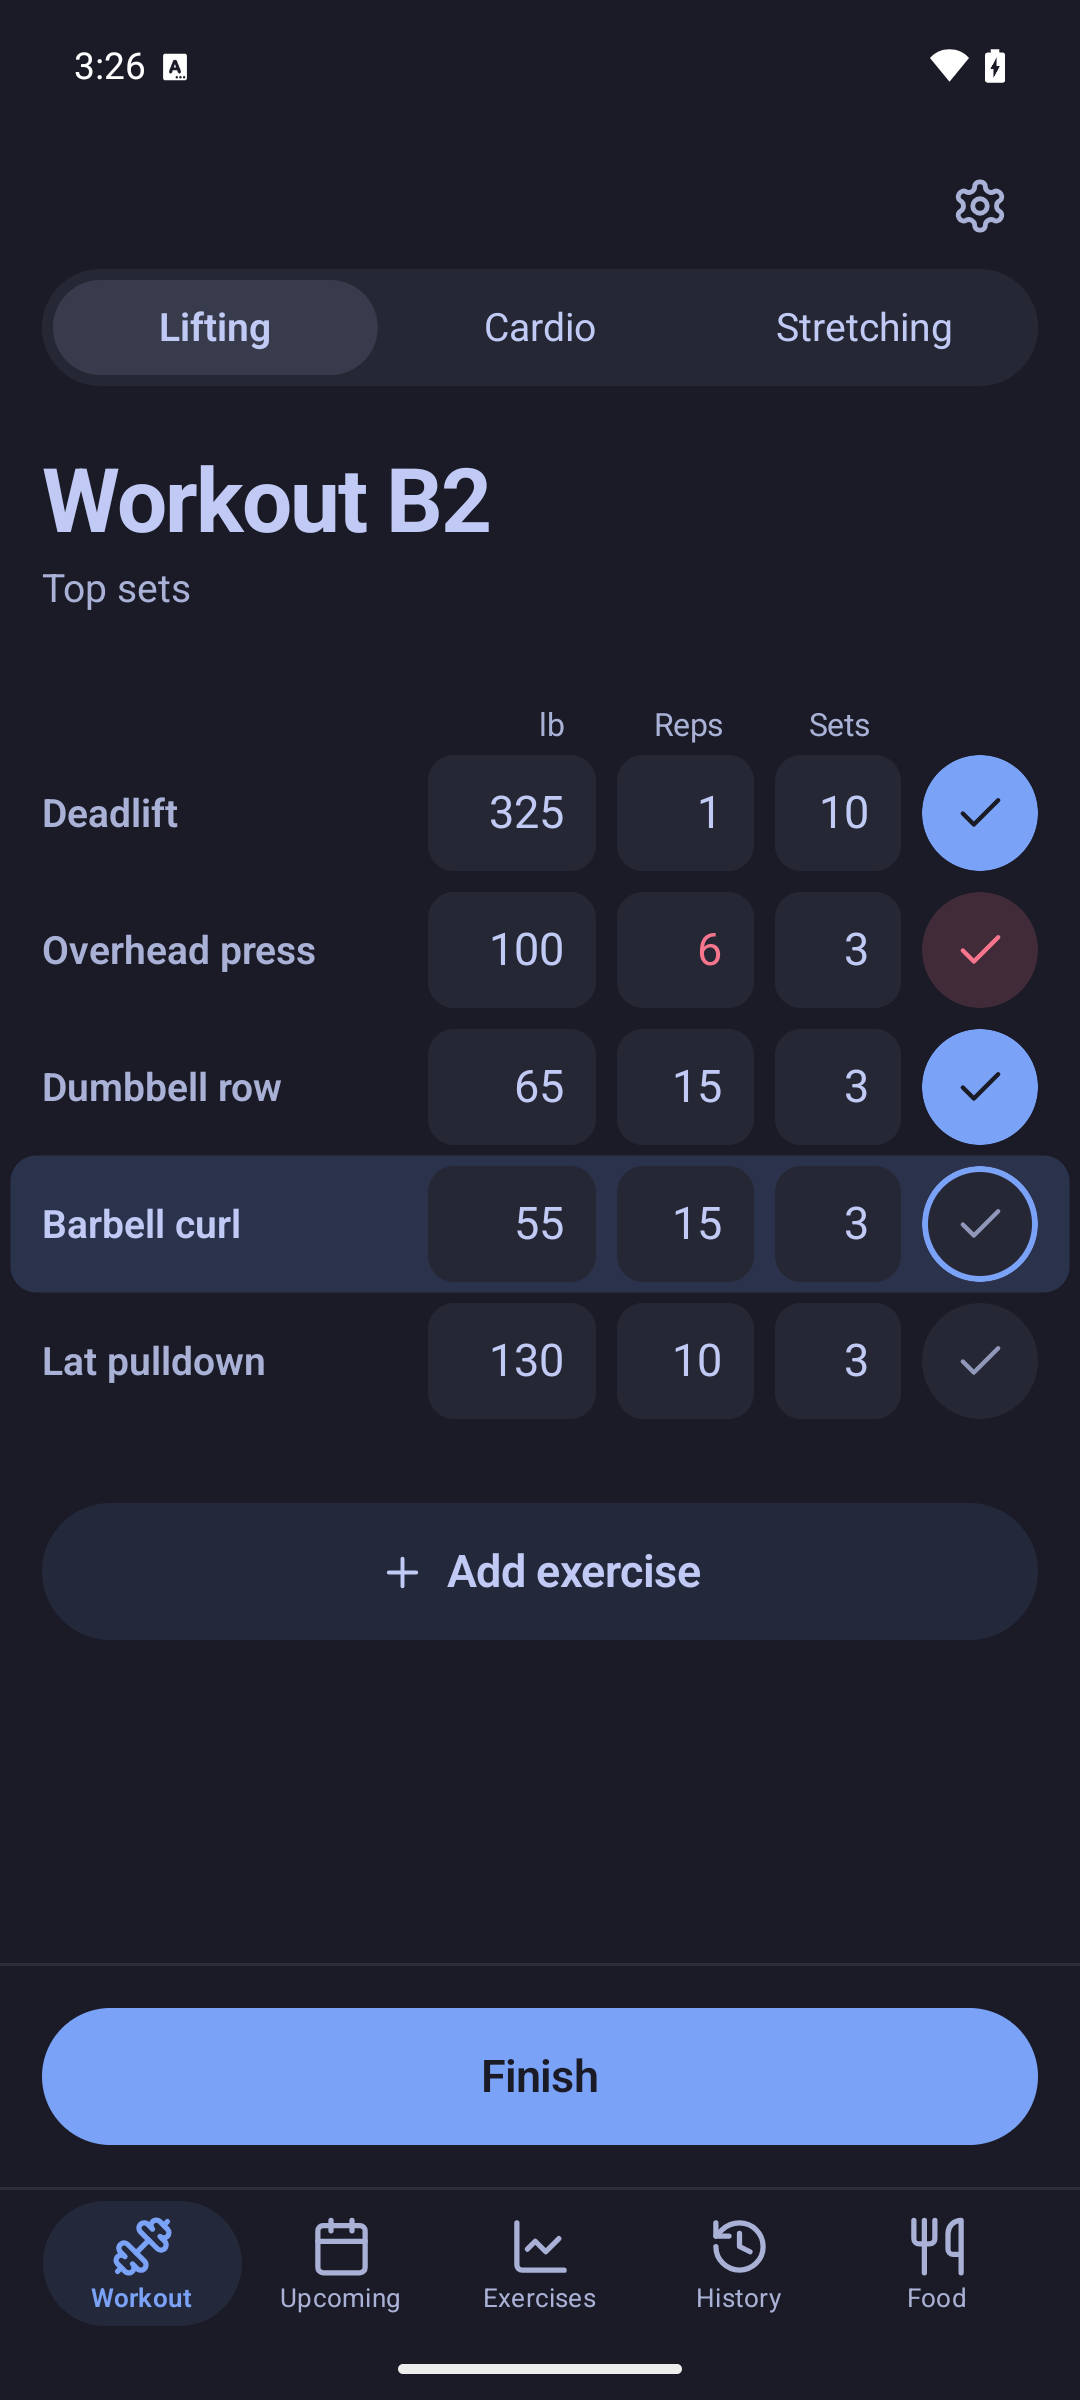 3:26
Lifting Cardio Stretching
Workout B2
Top sets
lb Reps Sets
Deadlift 325 1 10
Overhead press 100 6 3
Dumbbell row 65 15 3
Barbell curl 55 15 3
Lat pulldown 130 10 3
Add exercise
Finish
Workout Upcoming Exercises History Food